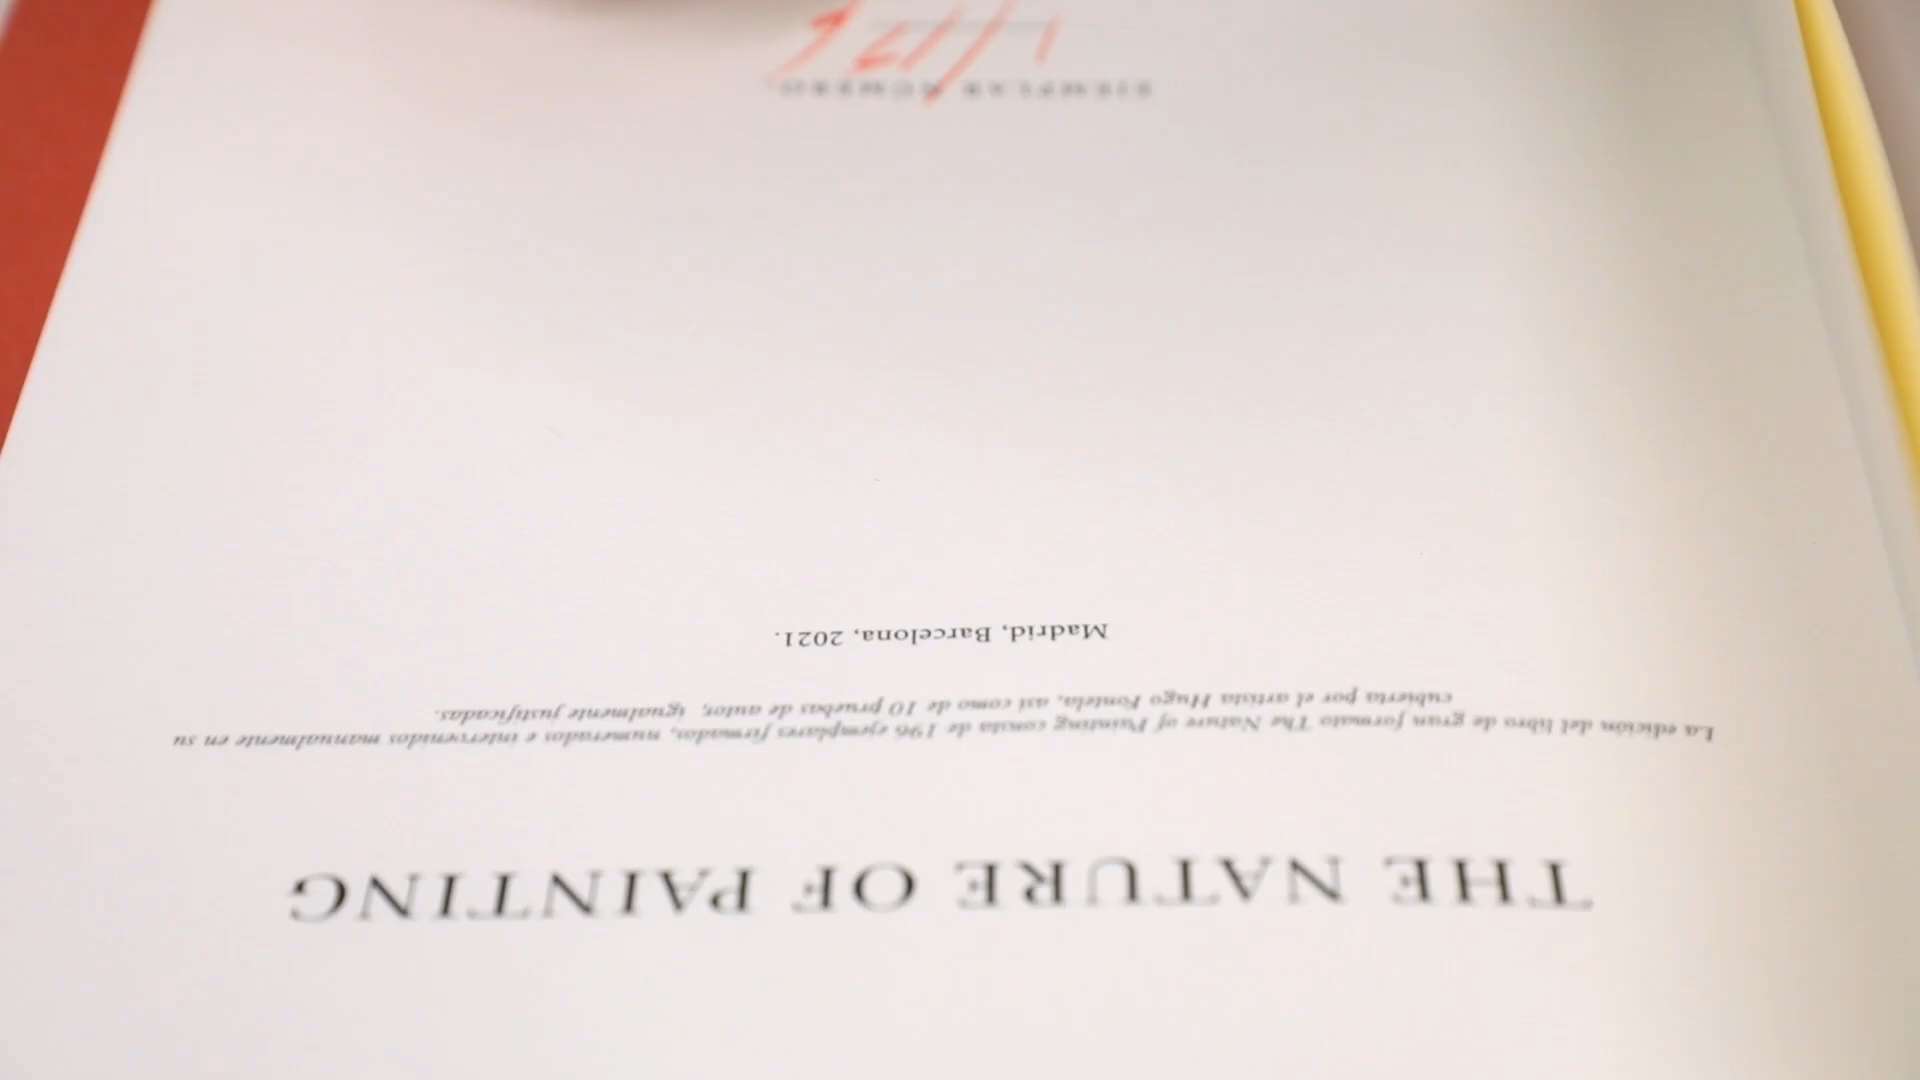 THE NATURE OF PAINTING
La edición del libro de gran formato The Nature of Painting consta de 196 ejemplares firmados, numerados e intervenidos manualmente en su
cubierta por el artista Hugo Fontela, así como de 10 pruebas de autor, igualmente justificadas.
Madrid, Barcelona, 2021.
EJEMPLAR NÚMERO